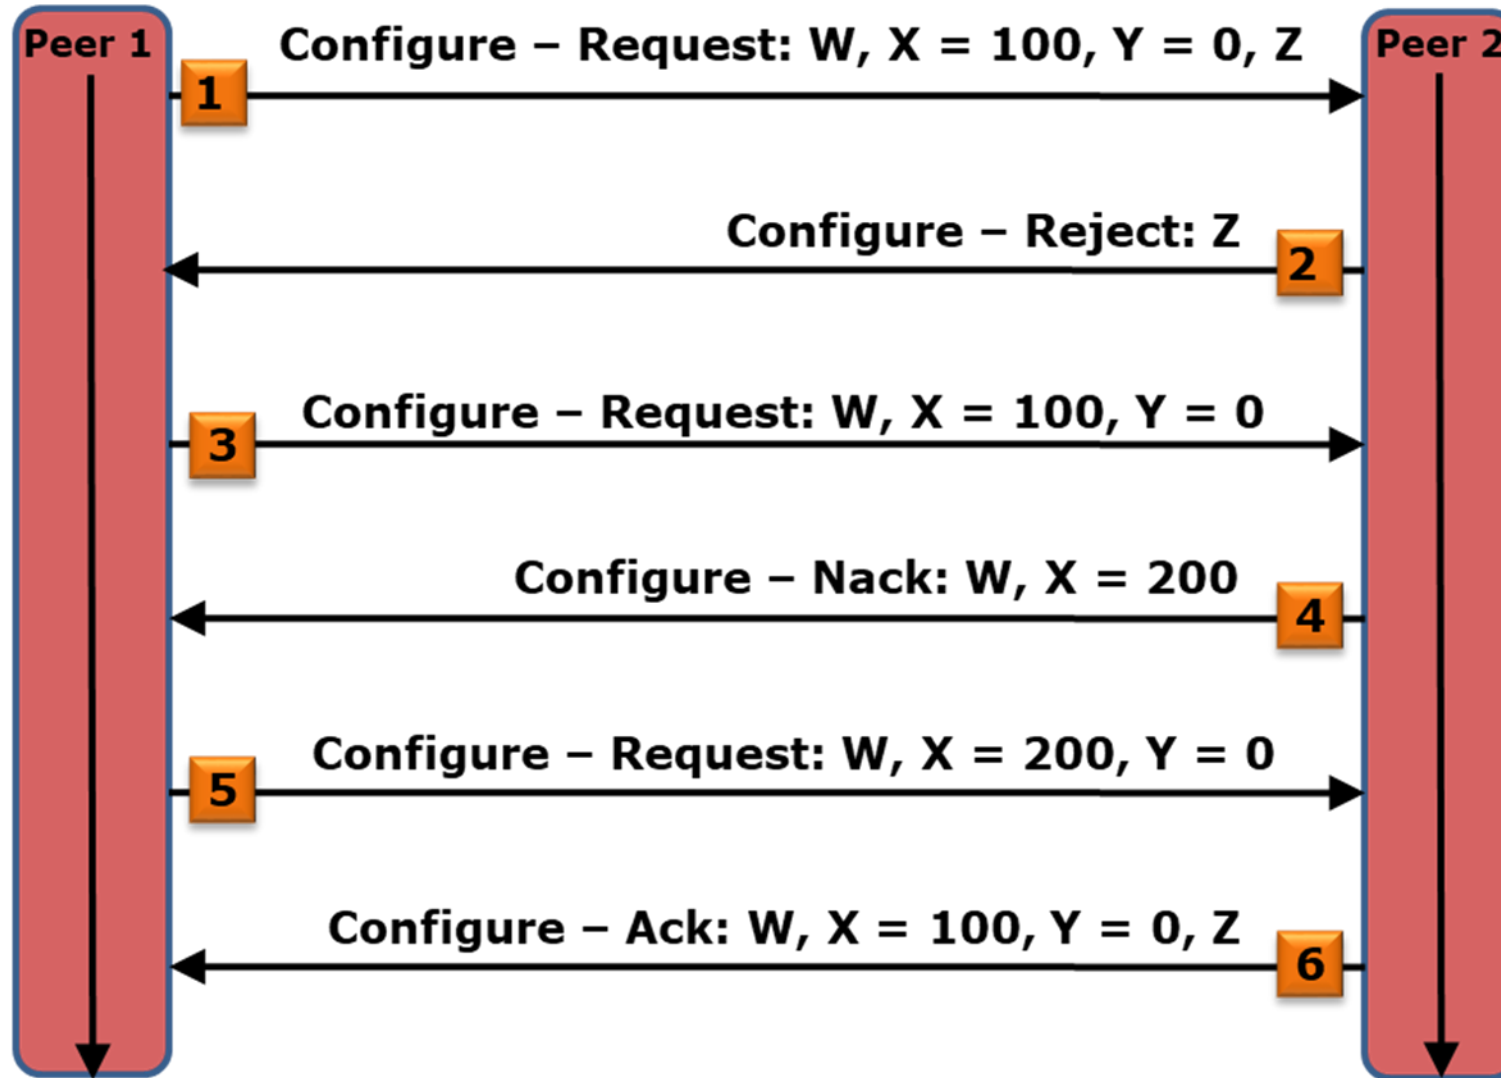 Peer 1
Peer 2
Configure – Request: W, X = 100, Y = 0, Z
1
Configure – Reject: Z
2
Configure – Request: W, X = 100, Y = 0
3
Configure – Nack: W, X = 200
4
Configure – Request: W, X = 200, Y = 0
5
Configure – Ack: W, X = 100, Y = 0, Z
6